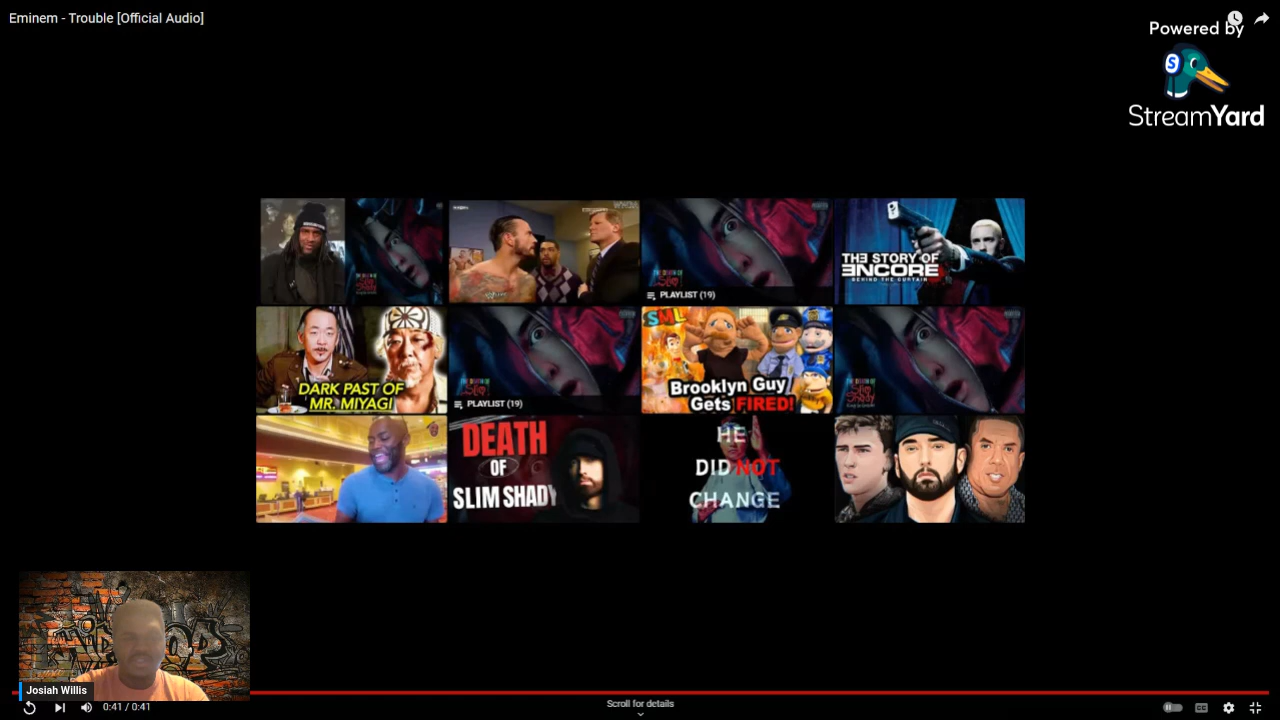 Eminem - Trouble [Official Audio]
Powered by
S
StreamYard
PLAYLIST (19)
THE STORY OF
ENCORE
BEHIND THE CURTAIN
DARK PAST OF
MR. MIYAGI
PLAYLIST (19)
SML
Brooklyn Guy
Gets FIRED!
DEATH
OF
SLIM SHADY
HE
DID NOT
CHANGE
Josiah Willis
0:41 / 0:41
Scroll for details
CC